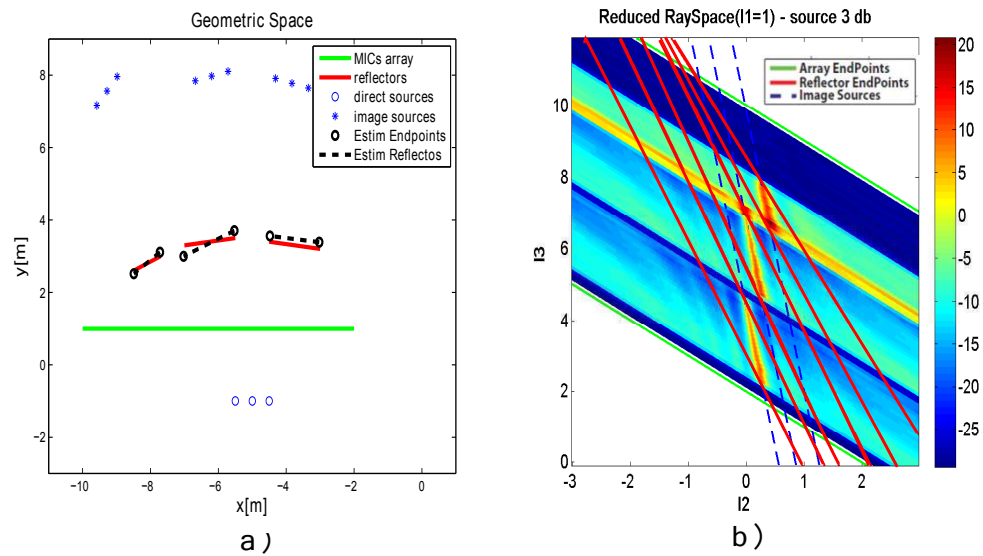 Geometric Space
MICs array
reflectors
direct sources
image sources
Estim Endpoints
Estim Reflectos
8
6
4
2
0
−2
−10
−8
−6
−4
−2
0
y[m]
x[m]
a)
Reduced RaySpace(l1=1) - source 3 db
Array EndPoints
Reflector EndPoints
Image Sources
10
8
6
4
2
0
-3
-2
-1
0
1
2
l3
l2
20
15
10
5
0
-5
-10
-15
-20
-25
b)